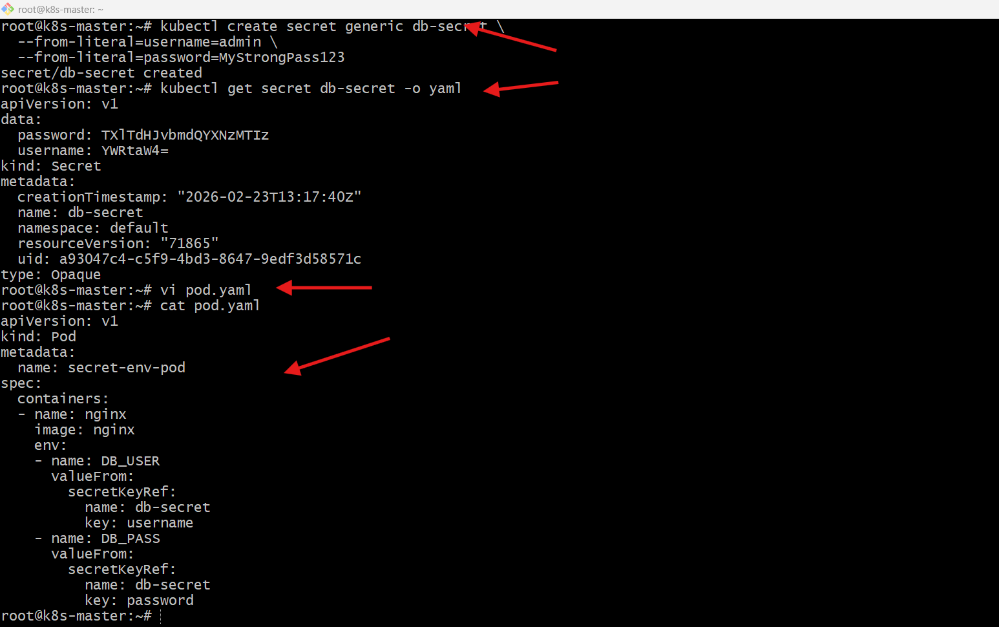 root@k8s-master: ~
root@k8s-master:~# kubectl create secret generic db-secret \
  --from-literal=username=admin \
  --from-literal=password=MyStrongPass123
secret/db-secret created
root@k8s-master:~# kubectl get secret db-secret -o yaml
apiVersion: v1
data:
  password: TXlTdHJvbmdQYXNzMTIz
  username: YWRtaW4=
kind: Secret
metadata:
  creationTimestamp: "2026-02-23T13:17:40Z"
  name: db-secret
  namespace: default
  resourceVersion: "71865"
  uid: a93047c4-c5f9-4bd3-8647-9edf3d58571c
type: Opaque
root@k8s-master:~# vi pod.yaml
root@k8s-master:~# cat pod.yaml
apiVersion: v1
kind: Pod
metadata:
  name: secret-env-pod
spec:
  containers:
  - name: nginx
    image: nginx
    env:
    - name: DB_USER
      valueFrom:
        secretKeyRef:
          name: db-secret
          key: username
    - name: DB_PASS
      valueFrom:
        secretKeyRef:
          name: db-secret
          key: password
root@k8s-master:~#